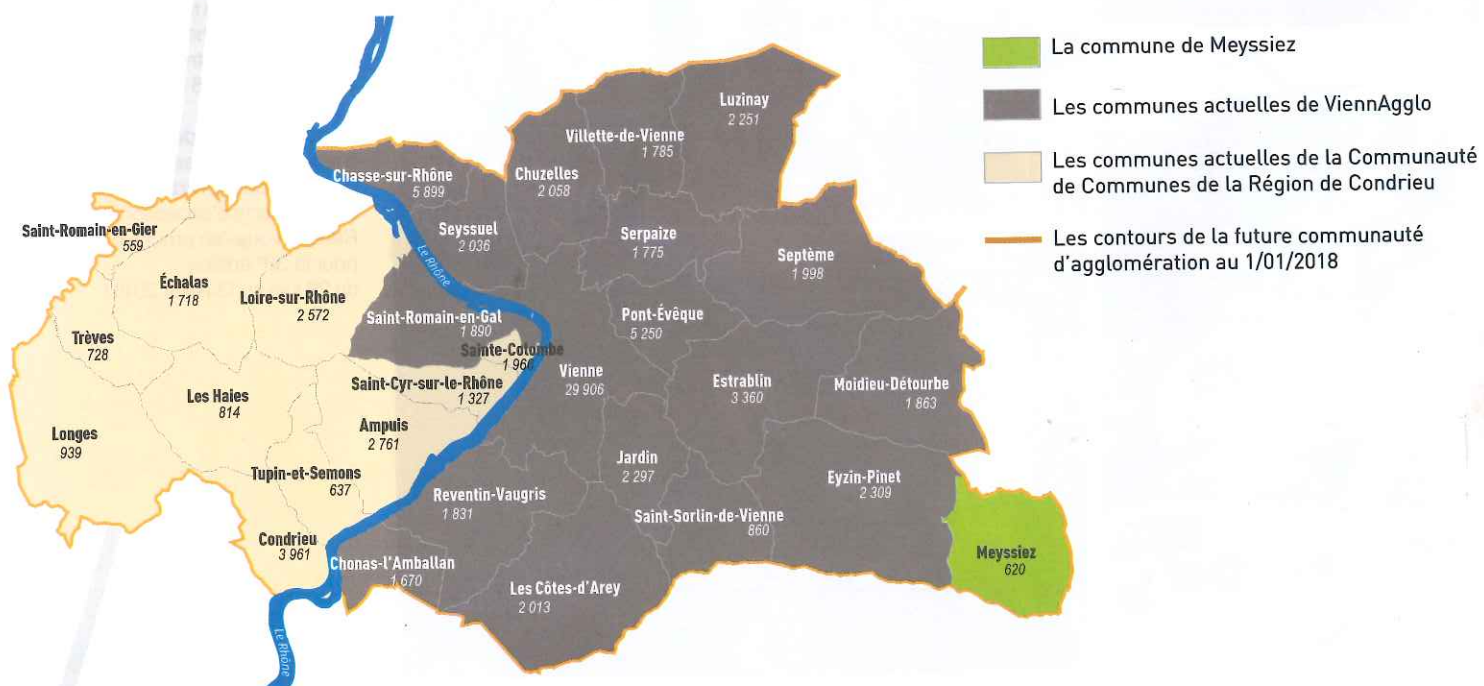 La commune de Meyssiez
Les communes actuelles de ViennAgglo
Les communes actuelles de la Communauté
de Communes de la Région de Condrieu
Les contours de la future communauté
d'agglomération au 1/01/2018
Luzinay
2 251
Villette-de-Vienne
1 785
Chasse-sur-Rhône
5 899
Chuzelles
2 058
Saint-Romain-en-Gier
559
Seyssuel
2 036
Serpaize
1 775
Septème
1 998
Le Rhône
Échalas
1 718
Loire-sur-Rhône
2 572
Saint-Romain-en-Gal
1 890
Pont-Évêque
5 250
Trèves
728
Sainte-Colombe
Vienne
29 906
Saint-Cyr-sur-le-Rhône
1 327
Estrablin
3 360
Moidieu-Détourbe
1 863
Les Haies
814
Ampuis
2 761
Longes
939
Jardin
2 297
Tupin-et-Semons
637
Reventin-Vaugris
1 831
Eyzin-Pinet
2 309
Saint-Sorlin-de-Vienne
860
Condrieu
3 961
Chonas-l'Amballan
1 670
Meyssiez
620
Les Côtes-d'Arey
2 013
Le Rhône